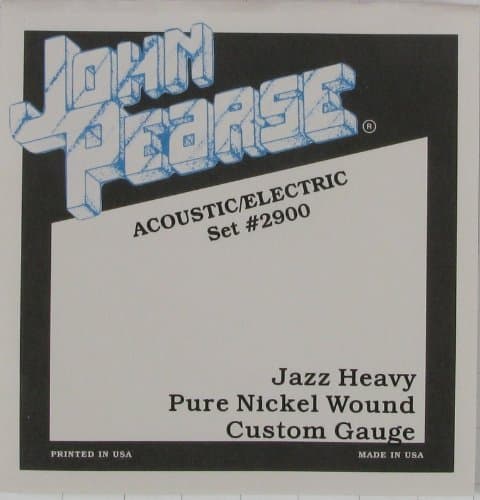 JOHN
PEARSE ®
ACOUSTIC/ELECTRIC
Set #2900
Jazz Heavy
Pure Nickel Wound
Custom Gauge
PRINTED IN USA
MADE IN USA